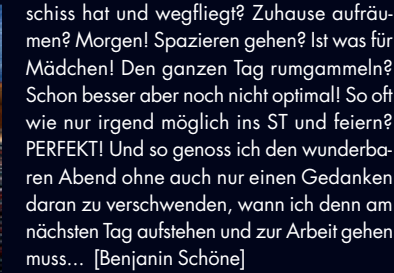 schiss hat und wegfliegt? Zuhause aufräu-
men? Morgen! Spazieren gehen? Ist was für
Mädchen! Den ganzen Tag rumgammeln?
Schon besser aber noch nicht optimal! So oft
wie nur irgend möglich ins ST und feiern?
PERFEKT! Und so genoss ich den wunderba-
ren Abend ohne auch nur einen Gedanken
daran zu verschwenden, wann ich denn am
nächsten Tag aufstehen und zur Arbeit gehen
muss... [Benjanin Schöne]